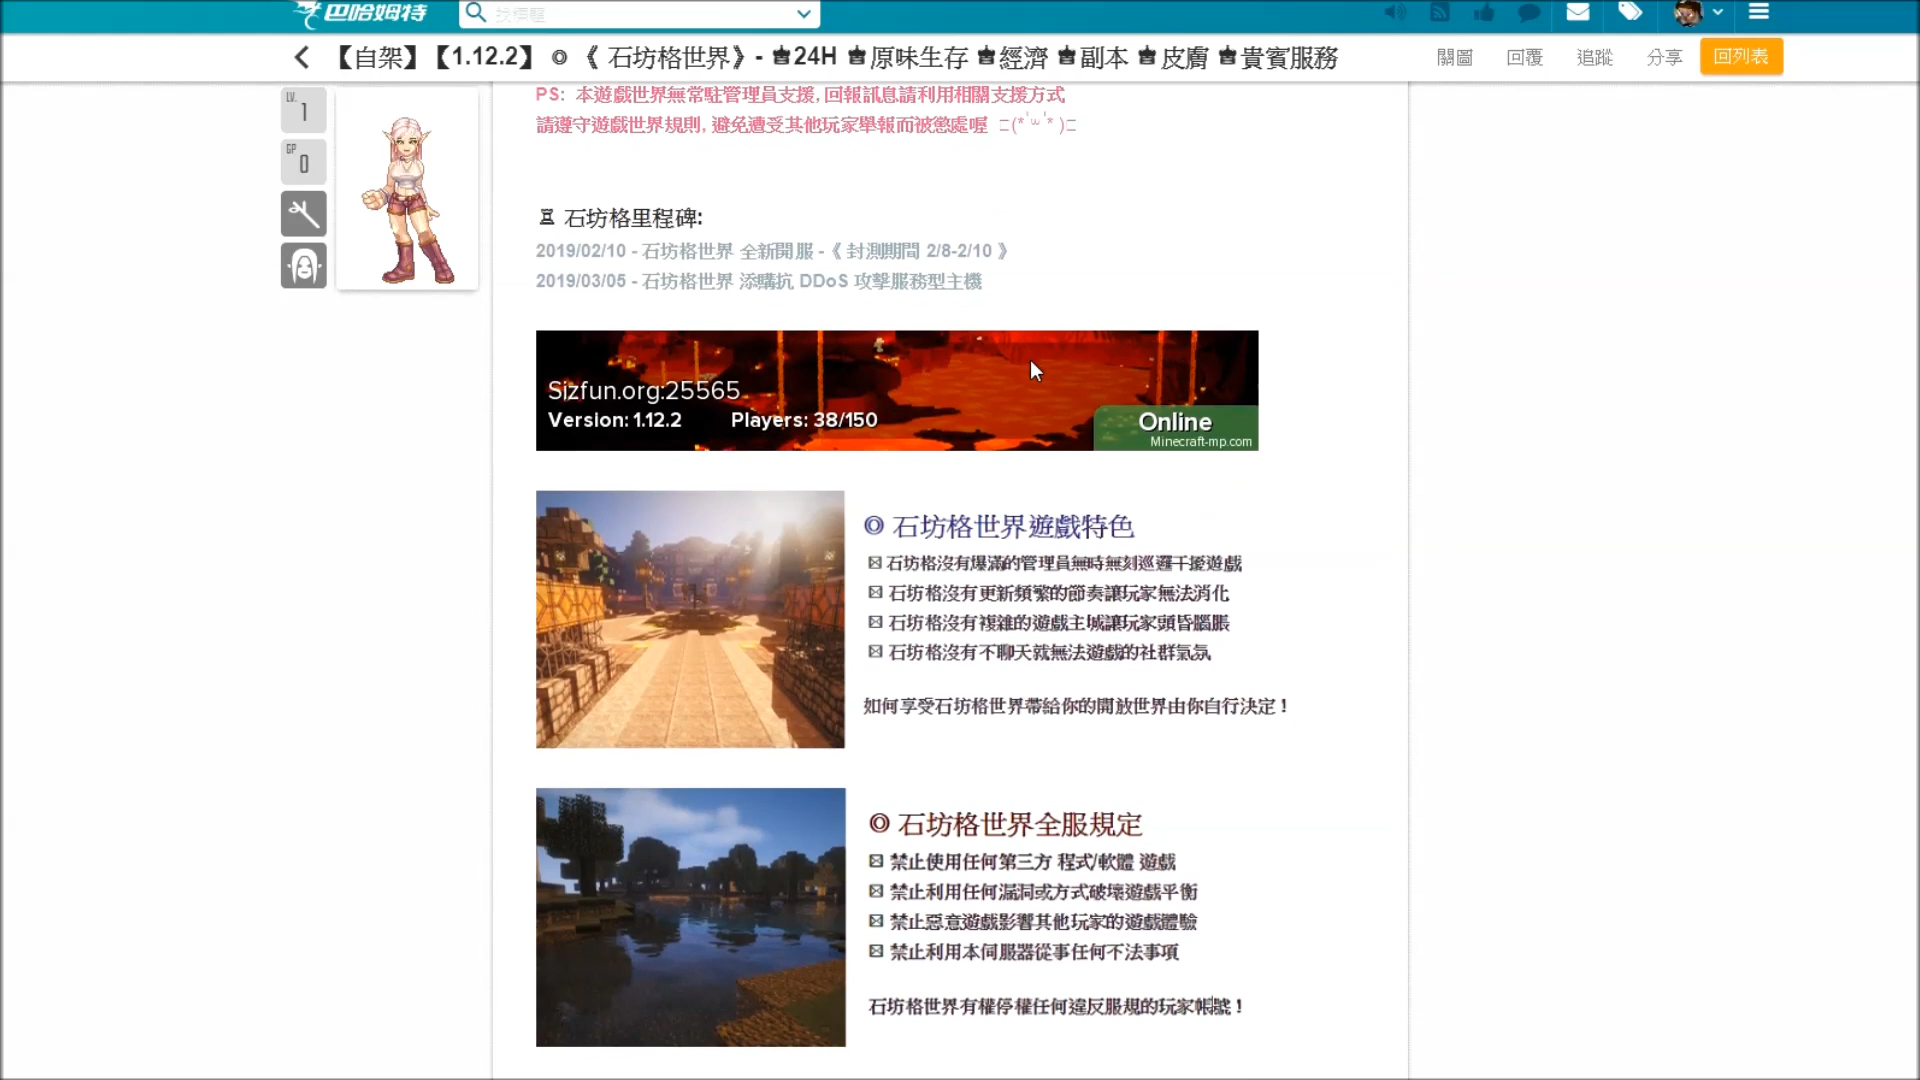 巴哈姆特
找標題
【自架】【1.12.2】 ◎ 《 石坊格世界》- ♚24H ♚原味生存 ♚經濟 ♚副本 ♚皮膚 ♚貴賓服務
開圖 回覆 追蹤 分享 回列表
LV. 1
GP 0
PS: 本遊戲世界無常駐管理員支援, 回報訊息請利用相關支援方式
請遵守遊戲世界規則, 避免遭受其他玩家舉報而被懲處喔 ⊏(*'ω'* )⊐
♖ 石坊格里程碑:
2019/02/10 - 石坊格世界 全新開服 -《 封測期間 2/8-2/10 》
2019/03/05 - 石坊格世界 添購抗 DDoS 攻擊服務型主機
Sizfun.org:25565
Version: 1.12.2 Players: 38/150
Online
Minecraft-mp.com
◎ 石坊格世界遊戲特色
☒ 石坊格沒有爆滿的管理員無時無刻巡邏干擾遊戲
☒ 石坊格沒有更新頻繁的節奏讓玩家無法消化
☒ 石坊格沒有複雜的遊戲主城讓玩家頭昏腦脹
☒ 石坊格沒有不聊天就無法遊戲的社群氣氛
如何享受石坊格世界帶給你的開放世界由你自行決定！
◎ 石坊格世界全服規定
☒ 禁止使用任何第三方 程式/軟體 遊戲
☒ 禁止利用任何漏洞或方式破壞遊戲平衡
☒ 禁止惡意遊戲影響其他玩家的遊戲體驗
☒ 禁止利用本伺服器從事任何不法事項
石坊格世界有權停權任何違反服規的玩家帳號！